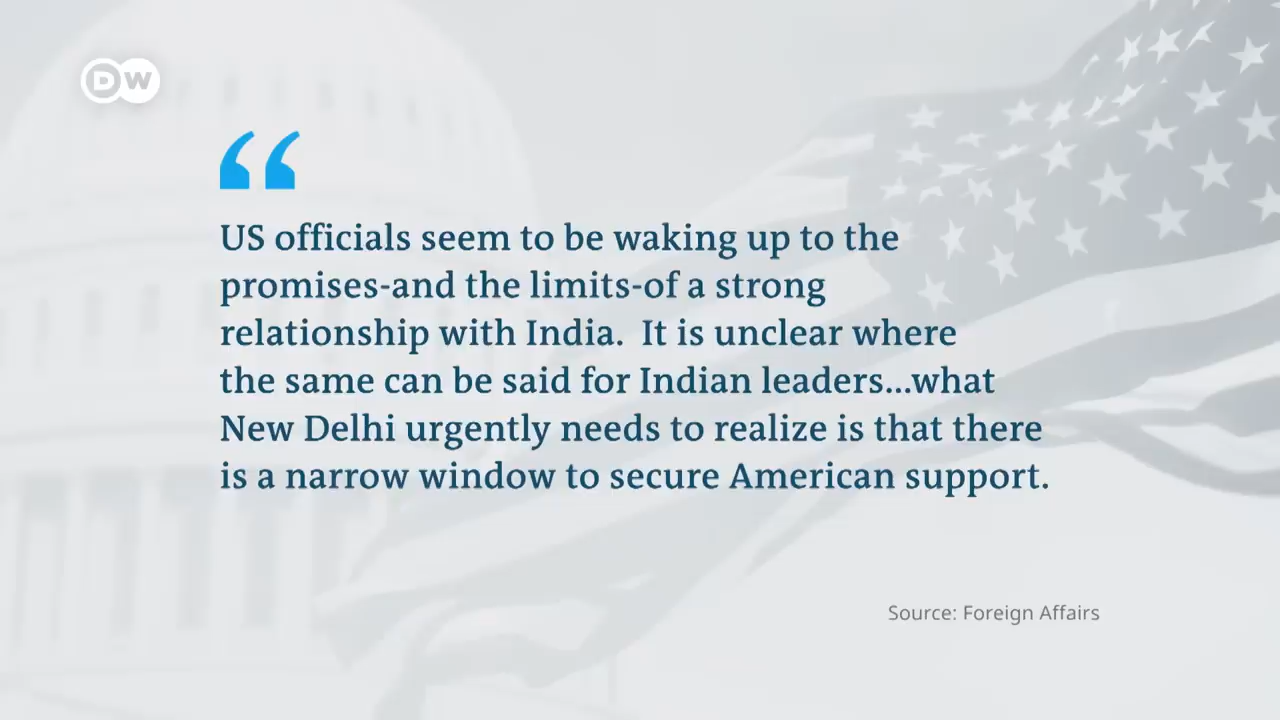 DW
“
US officials seem to be waking up to the
promises-and the limits-of a strong
relationship with India.  It is unclear where
the same can be said for Indian leaders...what
New Delhi urgently needs to realize is that there
is a narrow window to secure American support.
Source: Foreign Affairs